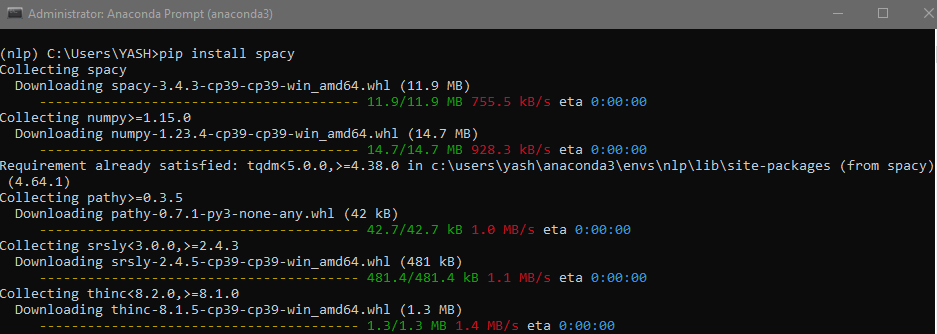 Administrator: Anaconda Prompt (anaconda3)
(nlp) C:\Users\YASH>pip install spacy
Collecting spacy
  Downloading spacy-3.4.3-cp39-cp39-win_amd64.whl (11.9 MB)
     ---------------------------------------- 11.9/11.9 MB 755.5 kB/s eta 0:00:00
Collecting numpy>=1.15.0
  Downloading numpy-1.23.4-cp39-cp39-win_amd64.whl (14.7 MB)
     ---------------------------------------- 14.7/14.7 MB 928.3 kB/s eta 0:00:00
Requirement already satisfied: tqdm<5.0.0,>=4.38.0 in c:\users\yash\anaconda3\envs\nlp\lib\site-packages (from spacy)
 (4.64.1)
Collecting pathy>=0.3.5
  Downloading pathy-0.7.1-py3-none-any.whl (42 kB)
     ---------------------------------------- 42.7/42.7 kB 1.0 MB/s eta 0:00:00
Collecting srsly<3.0.0,>=2.4.3
  Downloading srsly-2.4.5-cp39-cp39-win_amd64.whl (481 kB)
     ---------------------------------------- 481.4/481.4 kB 1.1 MB/s eta 0:00:00
Collecting thinc<8.2.0,>=8.1.0
  Downloading thinc-8.1.5-cp39-cp39-win_amd64.whl (1.3 MB)
     ---------------------------------------- 1.3/1.3 MB 1.4 MB/s eta 0:00:00